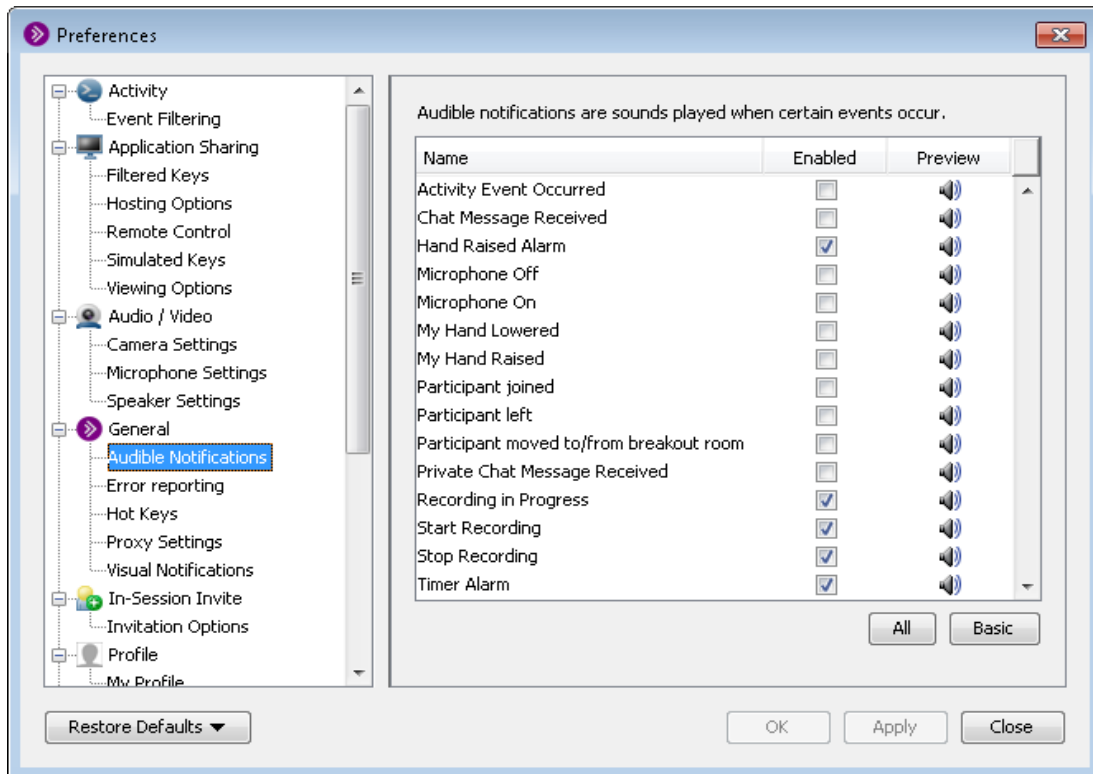 Preferences
Activity
Event Filtering
Application Sharing
Filtered Keys
Hosting Options
Remote Control
Simulated Keys
Viewing Options
Audio / Video
Camera Settings
Microphone Settings
Speaker Settings
General
Audible Notifications
Error reporting
Hot Keys
Proxy Settings
Visual Notifications
In-Session Invite
Invitation Options
Profile
My Profile
Audible notifications are sounds played when certain events occur.
Name Enabled Preview
Activity Event Occurred
Chat Message Received
Hand Raised Alarm
Microphone Off
Microphone On
My Hand Lowered
My Hand Raised
Participant joined
Participant left
Participant moved to/from breakout room
Private Chat Message Received
Recording in Progress
Start Recording
Stop Recording
Timer Alarm
All Basic
Restore Defaults OK Apply Close